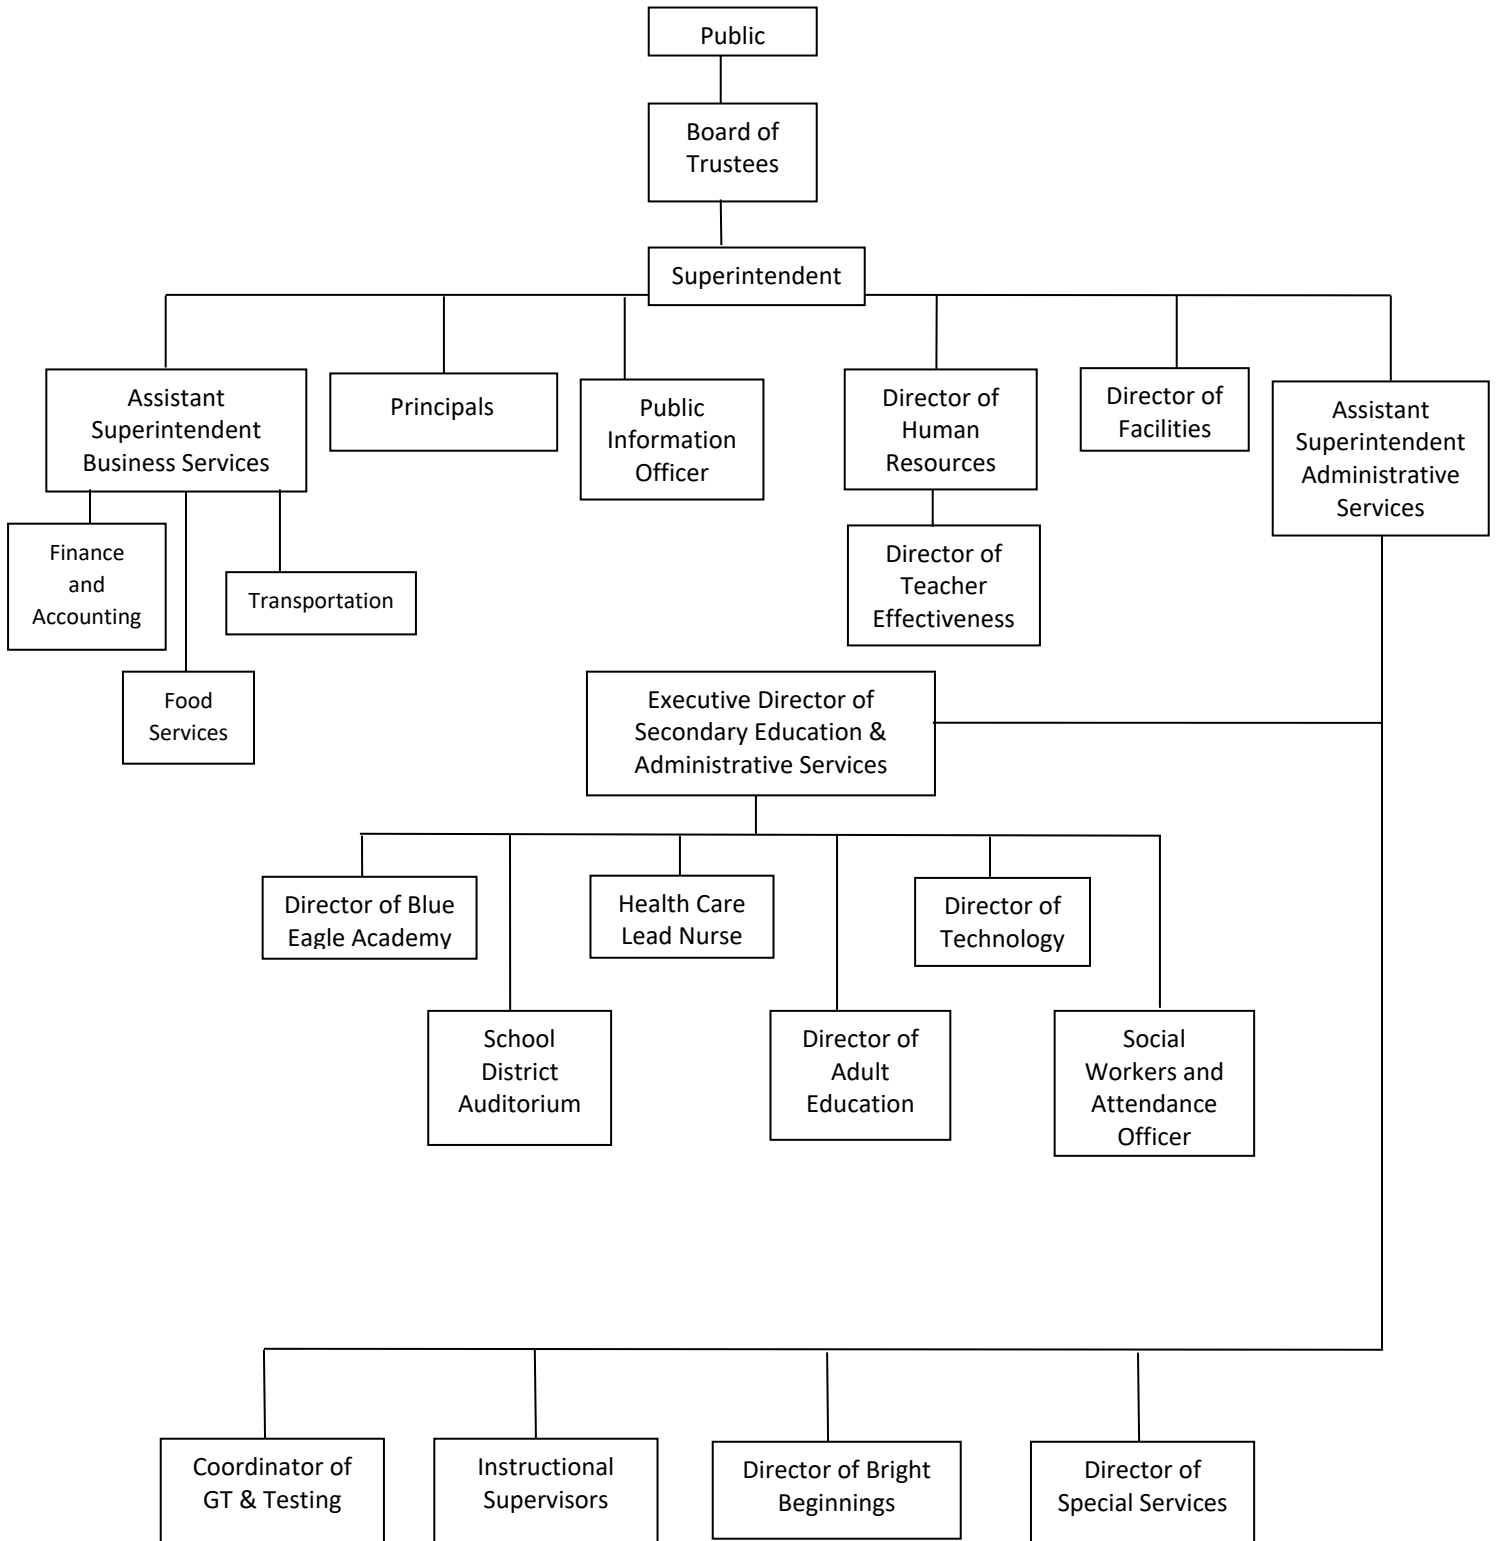 Public
Board of
Trustees
Superintendent
Assistant
Superintendent
Business Services
Principals
Public
Information
Officer
Director of
Human
Resources
Director of
Facilities
Assistant
Superintendent
Administrative
Services
Finance
and
Accounting
Transportation
Food
Services
Director of
Teacher
Effectiveness
Executive Director of
Secondary Education &
Administrative Services
Director of Blue
Eagle Academy
Health Care
Lead Nurse
Director of
Technology
School
District
Auditorium
Director of
Adult
Education
Social
Workers and
Attendance
Officer
Coordinator of
GT & Testing
Instructional
Supervisors
Director of Bright
Beginnings
Director of
Special Services